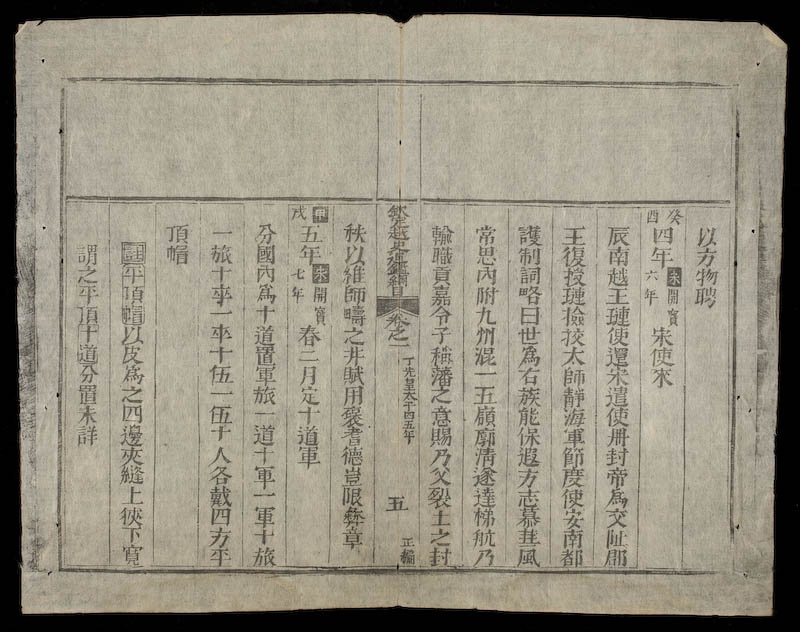 以方物聘
癸酉四年宋開寶六年宋使來
辰南越王璉使還宋遣使册封帝爲交趾郡
王復授璉撿挍太師靜海軍節度使安南都
護制詞略曰世爲右族能保遐方志慕華風
常思內附九州混一五嶺廓清遂達梯航乃
輸職貢嘉令子稱藩之意賜乃父裂土之封
欽定越史通鑑綱目 卷之一 丁先皇太平四五年 五 正編
秩以維師疇之井賦用褒耆德豈限彝章
甲戌五年宋開寶七年春二月定十道軍
分國內爲十道置軍旅一道十軍一軍十旅
一旅十卒一卒十伍一伍十人各戴四方平
頂帽
註平頂帽以皮爲之四邊夾縫上狹下寬
謂之平頂十道分置未詳